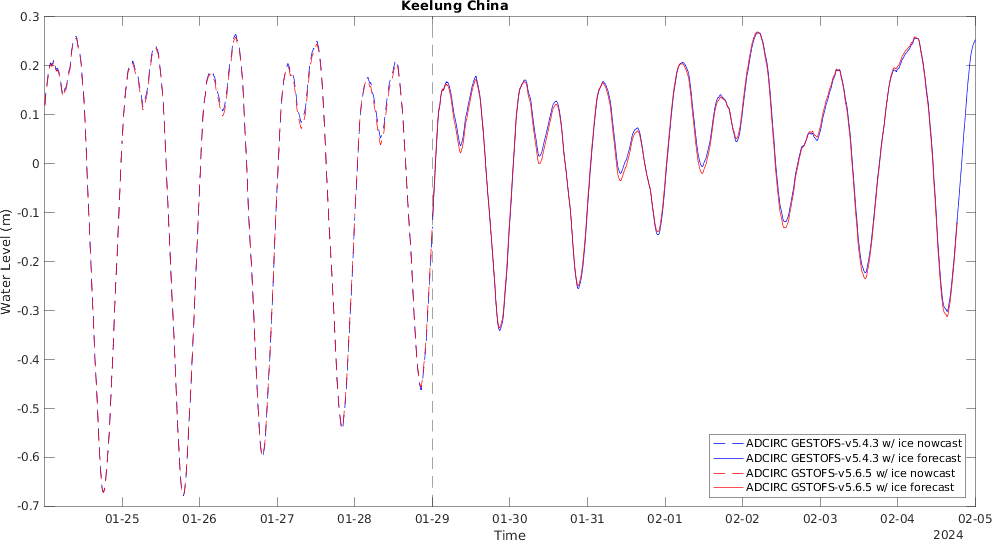 Keelung China
Water Level (m)
0.3
0.2
0.1
0
-0.1
-0.2
-0.3
-0.4
-0.5
-0.6
-0.7
ADCIRC GESTOFS-v5.4.3 w/ ice nowcast
ADCIRC GESTOFS-v5.4.3 w/ ice forecast
ADCIRC GSTOFS-v5.6.5 w/ ice nowcast
ADCIRC GSTOFS-v5.6.5 w/ ice forecast
01-25 01-26 01-27 01-28 01-29 01-30 01-31 02-01 02-02 02-03 02-04 02-05
Time
2024